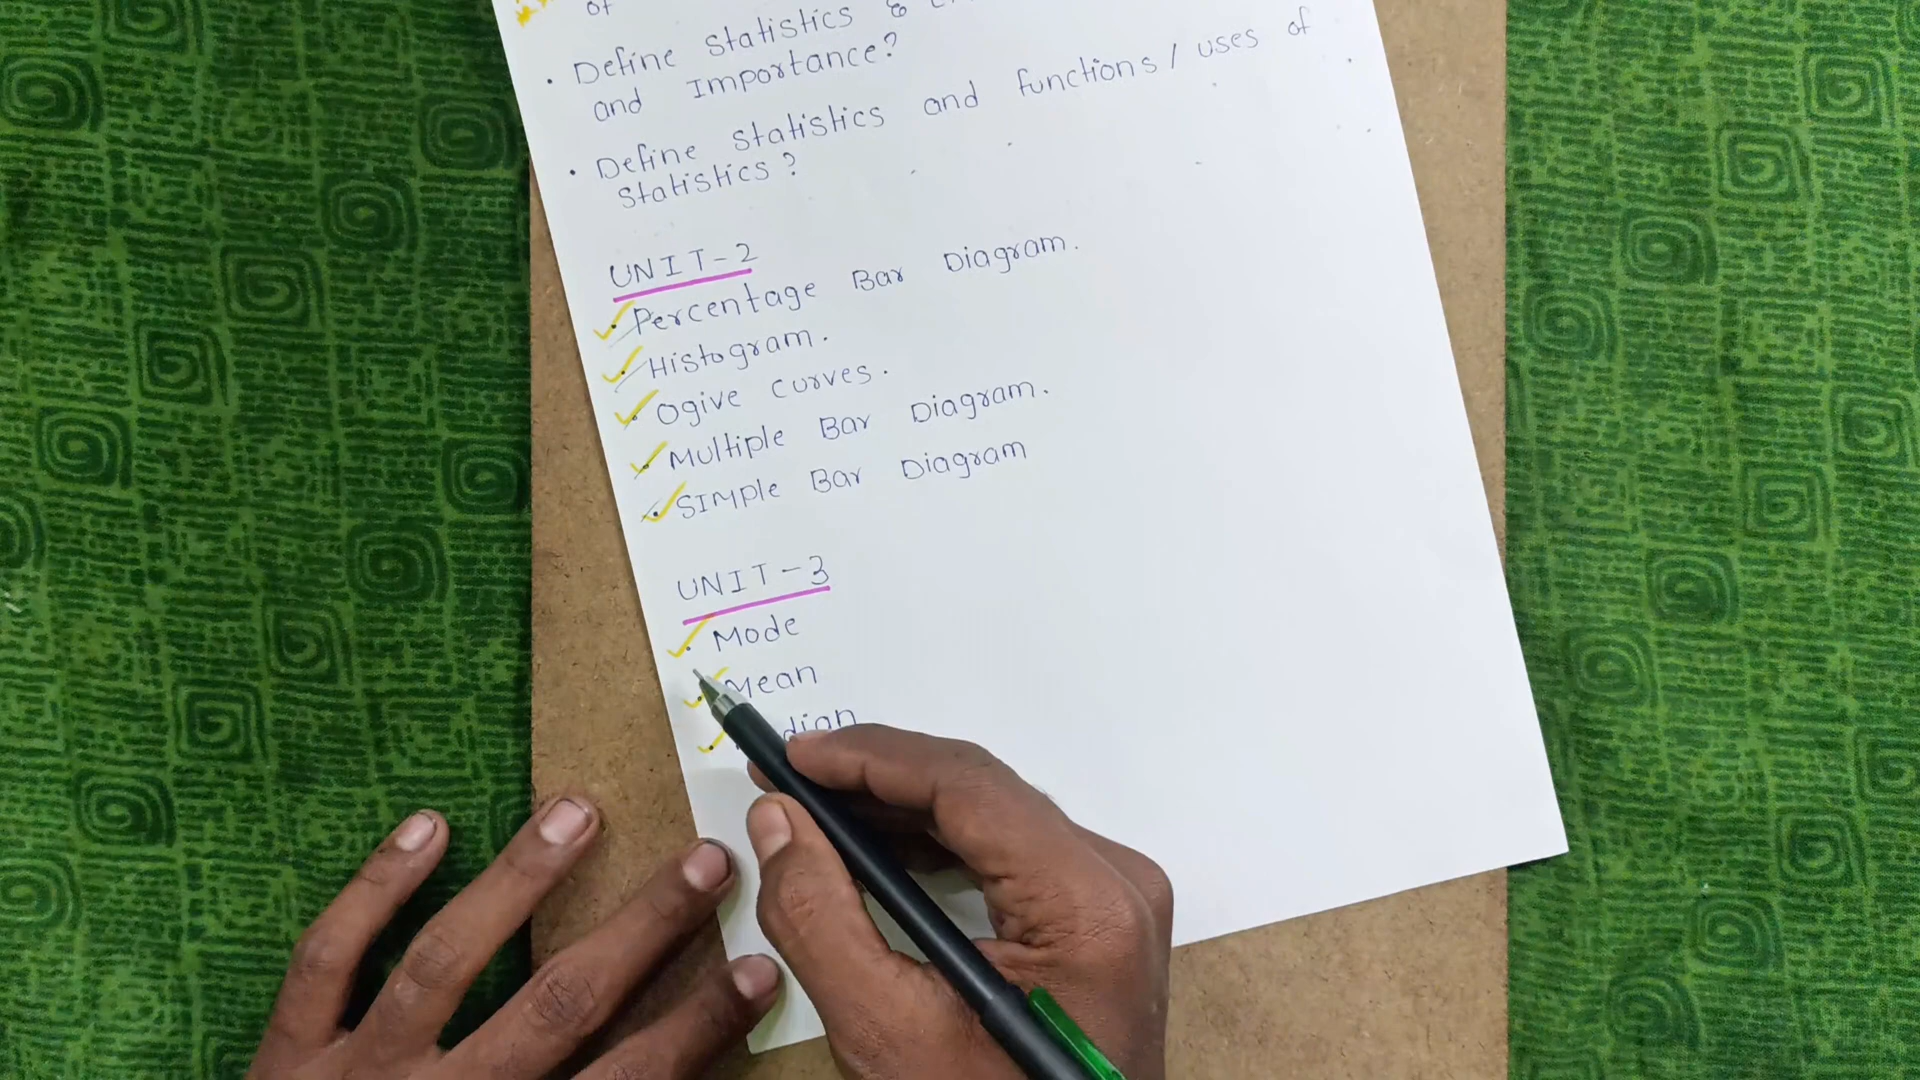 of
• Define Statistics &
and Importance?
• Define Statistics and functions / uses of
Statistics?
UNIT-2
• Percentage Bar Diagram.
• Histogram.
• Ogive curves.
• Multiple Bar Diagram.
• Simple Bar Diagram
UNIT-3
• Mode
• Mean